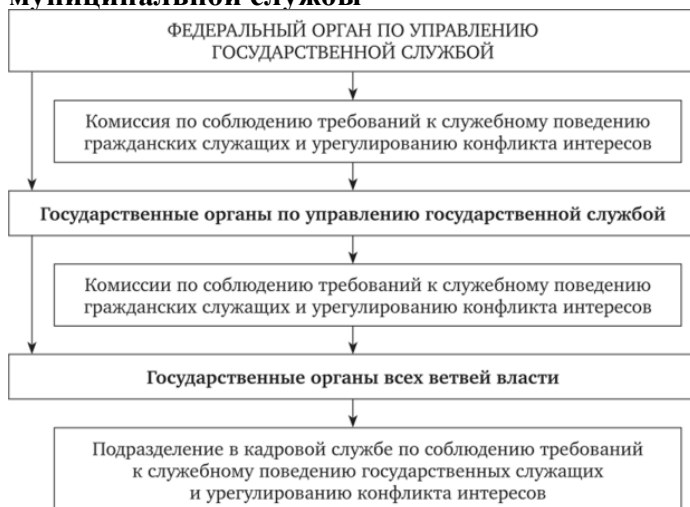 муниципальной службы
ФЕДЕРАЛЬНЫЙ ОРГАН ПО УПРАВЛЕНИЮ
ГОСУДАРСТВЕННОЙ СЛУЖБОЙ
Комиссия по соблюдению требований к служебному поведению
гражданских служащих и урегулированию конфликта интересов
Государственные органы по управлению государственной службой
Комиссии по соблюдению требований к служебному поведению
гражданских служащих и урегулированию конфликта интересов
Государственные органы всех ветвей власти
Подразделение в кадровой службе по соблюдению требований
к служебному поведению государственных служащих
и урегулированию конфликта интересов